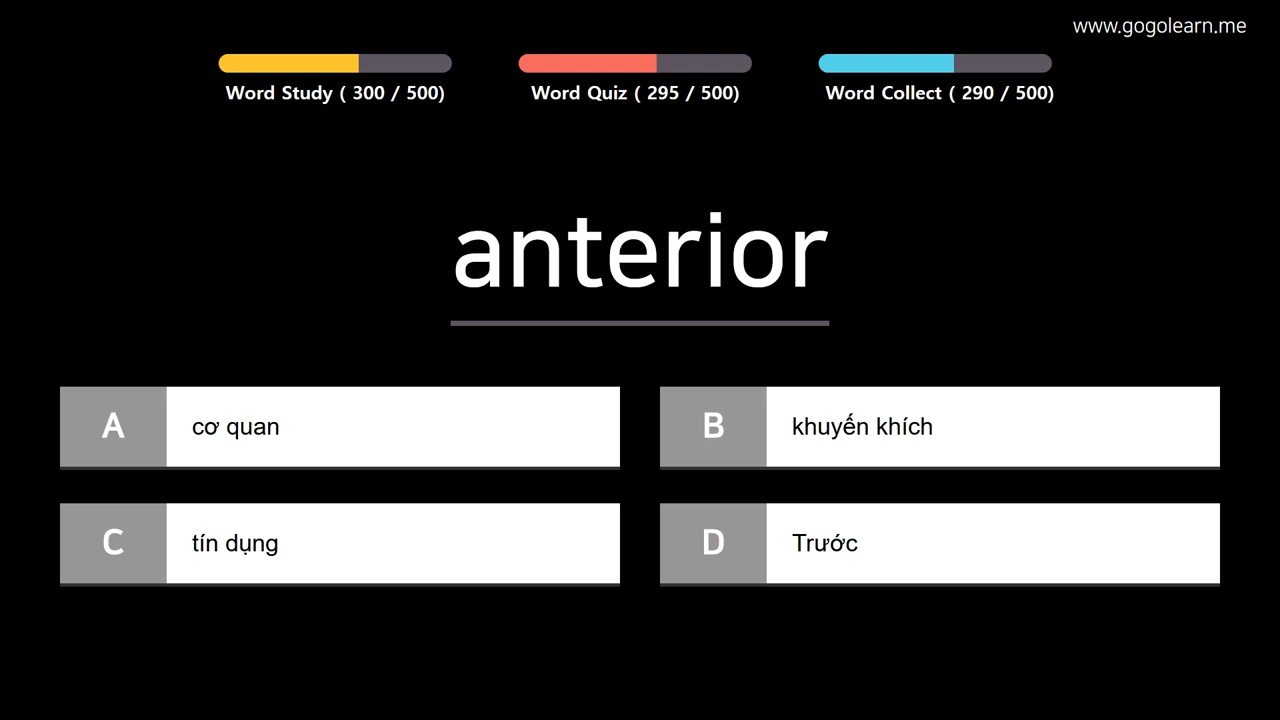 www.gogolearn.me
Word Study ( 300 / 500)
Word Quiz ( 295 / 500)
Word Collect ( 290 / 500)
anterior
A
cơ quan
B
khuyến khích
C
tín dụng
D
Trước